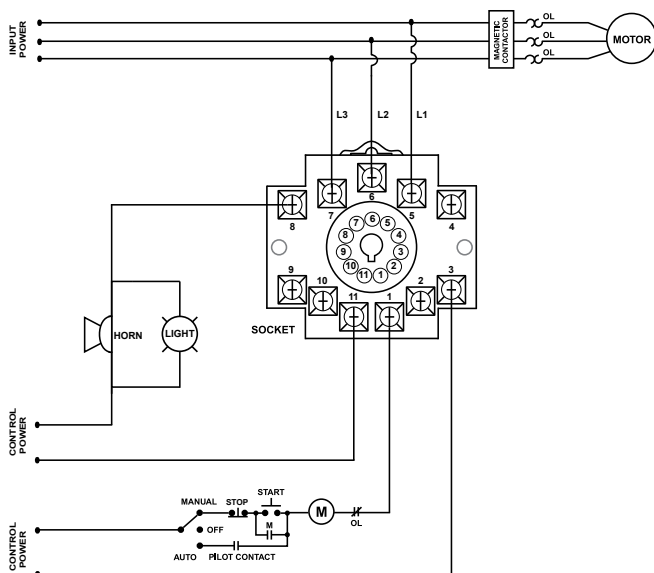 INPUT
POWER
MAGNETIC
CONTACTOR
OL
OL
OL
MOTOR
L3
L2
L1
8
7
6
5
4
6
7
5
8
4
9
3
10
2
11
1
9
10
11
1
2
3
SOCKET
HORN
LIGHT
CONTROL
POWER
MANUAL
STOP
START
M
OFF
M
OL
AUTO
PILOT CONTACT
CONTROL
POWER